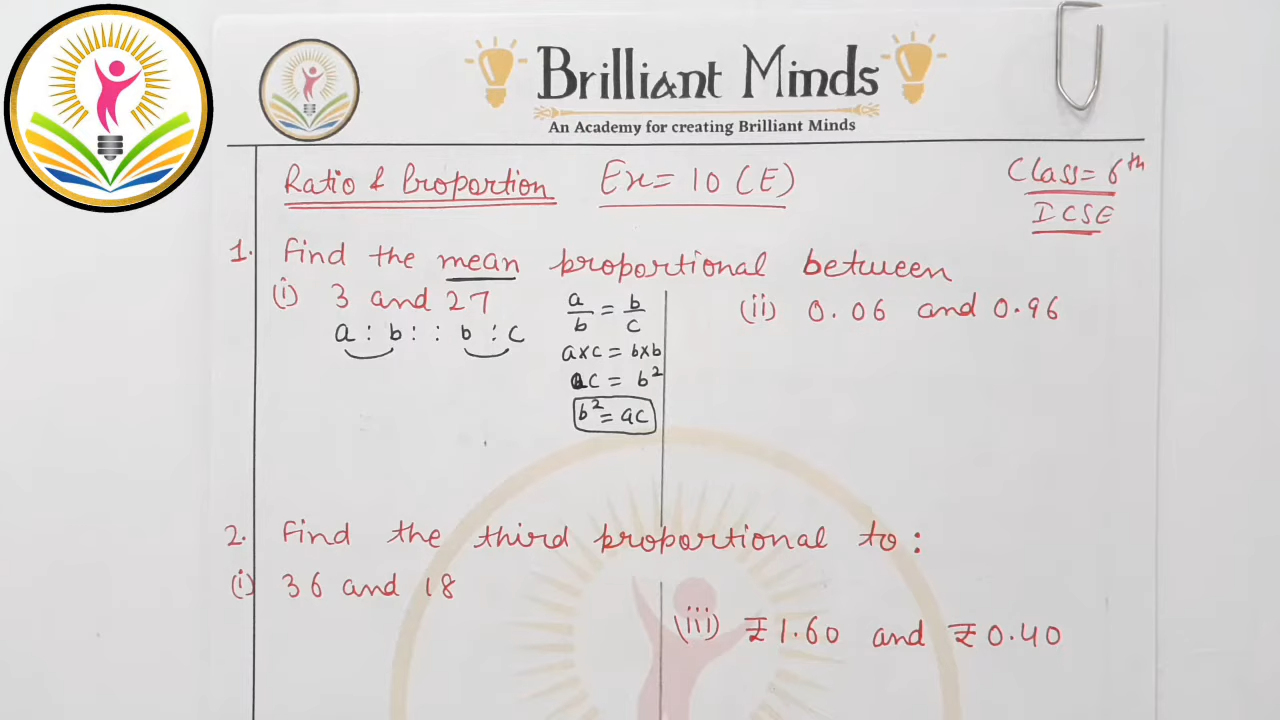 Brilliant Minds
An Academy for creating Brilliant Minds
Ratio & Proportion Ex= 10 (E) Class= 6th
ICSE
1. Find the mean proportional between
(i) 3 and 27 (ii) 0.06 and 0.96
a : b : : b : c
a/b = b/c
a×c = b×b
ac = b²
b² = ac
2. Find the third proportional to :
(i) 36 and 18
(iii) ₹1.60 and ₹0.40